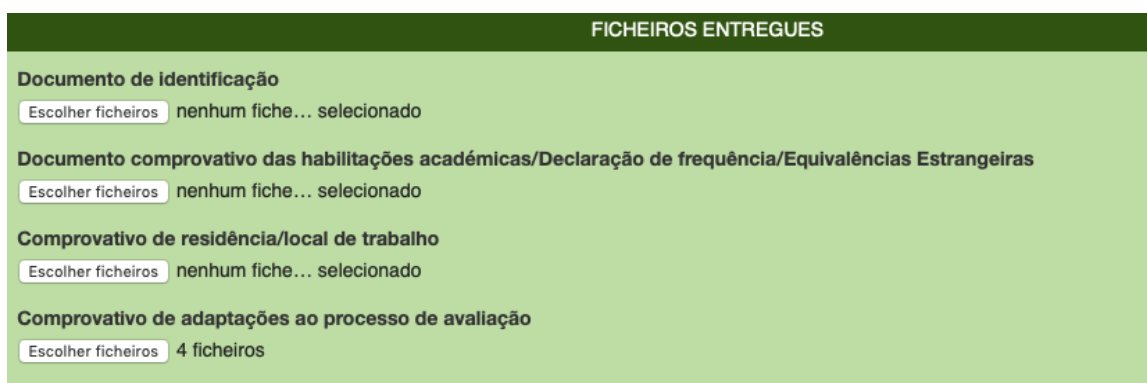 FICHEIROS ENTREGUES
Documento de identificação
Escolher ficheiros nenhum fiche… selecionado
Documento comprovativo das habilitações académicas/Declaração de frequência/Equivalências Estrangeiras
Escolher ficheiros nenhum fiche… selecionado
Comprovativo de residência/local de trabalho
Escolher ficheiros nenhum fiche… selecionado
Comprovativo de adaptações ao processo de avaliação
Escolher ficheiros 4 ficheiros